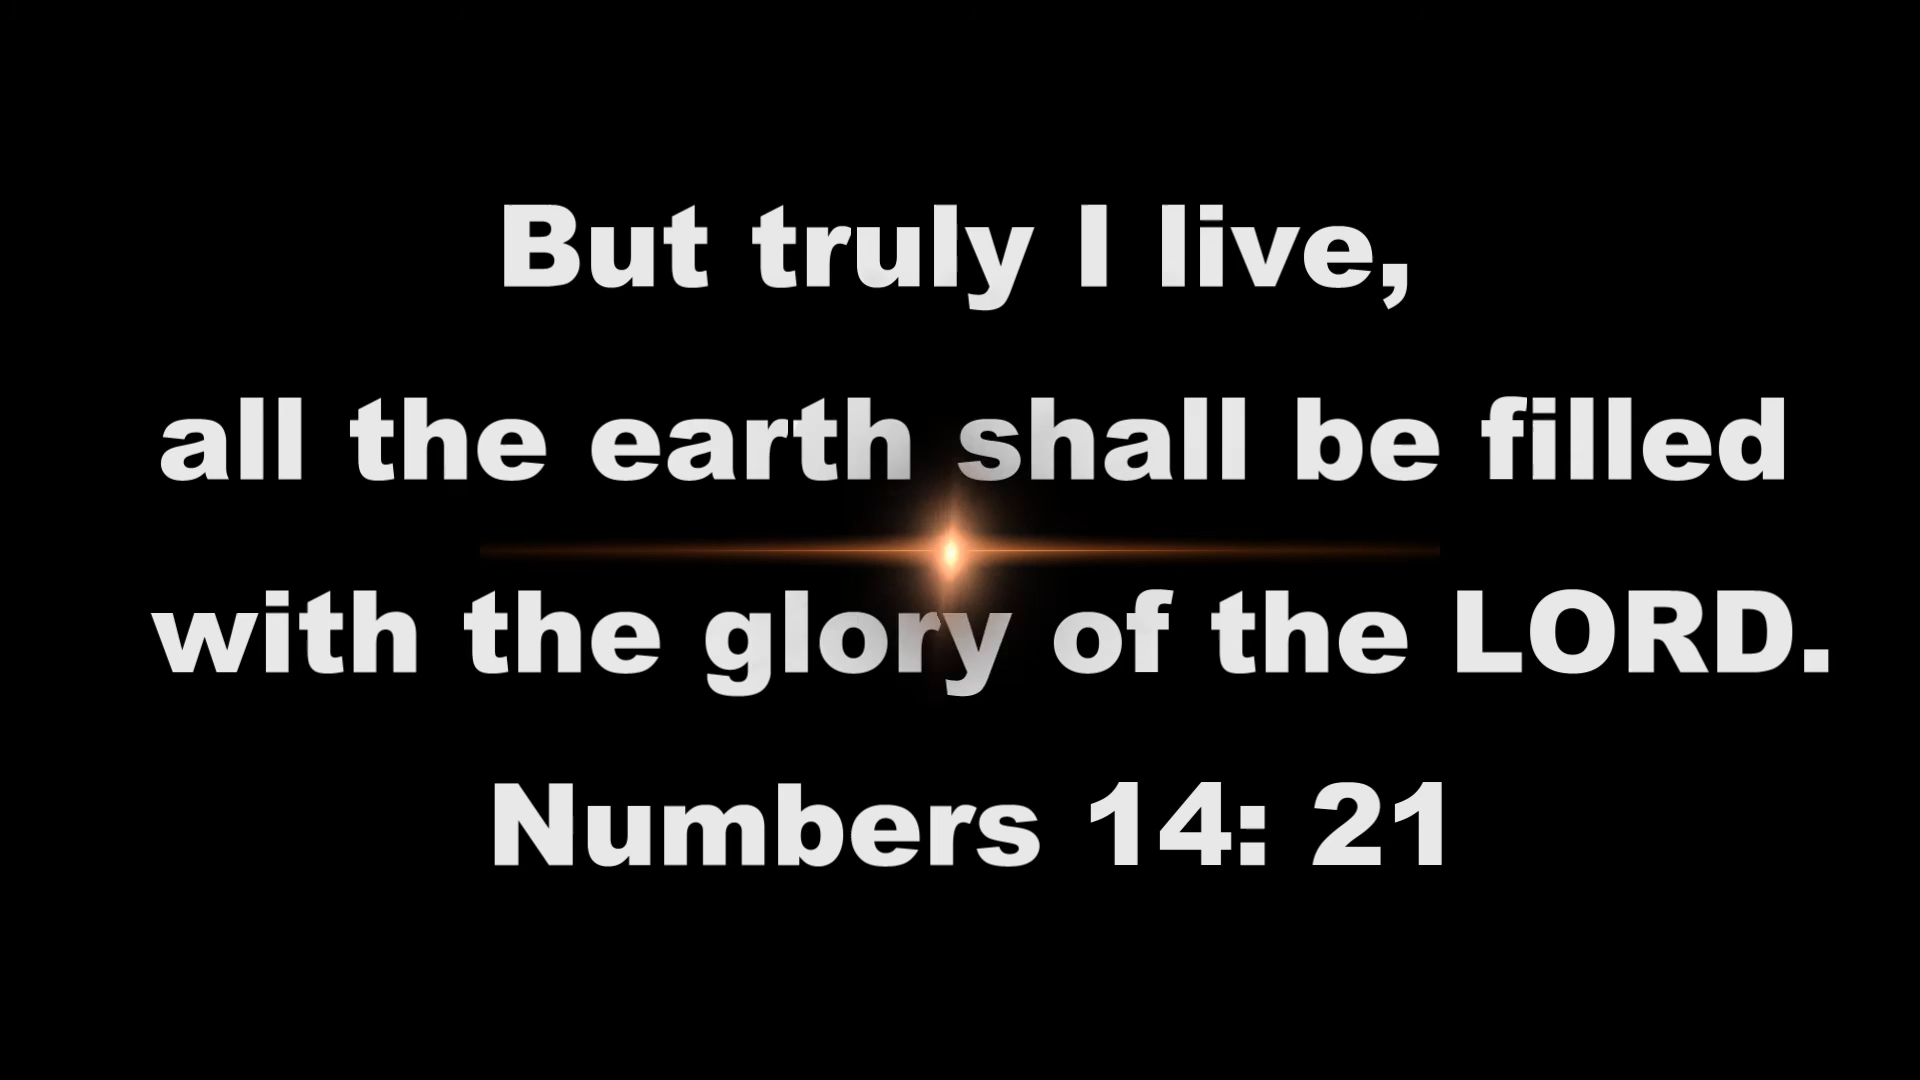 But truly I live,
all the earth shall be filled
with the glory of the LORD.
Numbers 14: 21